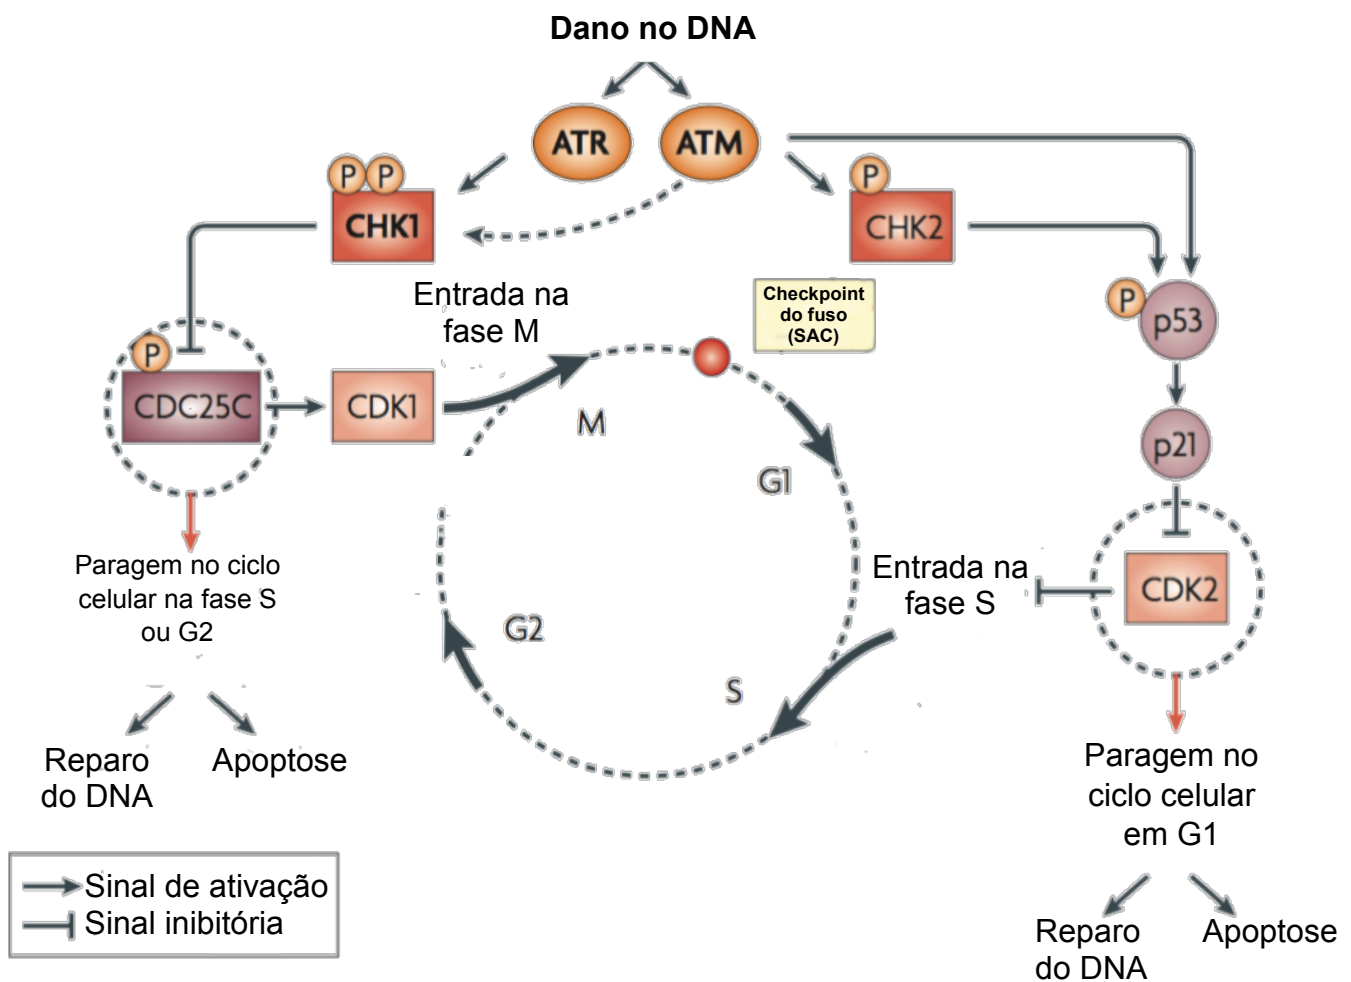 Dano no DNA
ATR
ATM
P P
CHK1
P
CHK2
Entrada na
fase M
Checkpoint
do fuso
(SAC)
P
p53
P
CDC25C
CDK1
M
G1
p21
Paragem no ciclo
celular na fase S
ou G2
Entrada na
fase S
CDK2
G2
S
Reparo
do DNA
Apoptose
Paragem no
ciclo celular
em G1
Sinal de ativação
Sinal inibitória
Reparo
do DNA
Apoptose